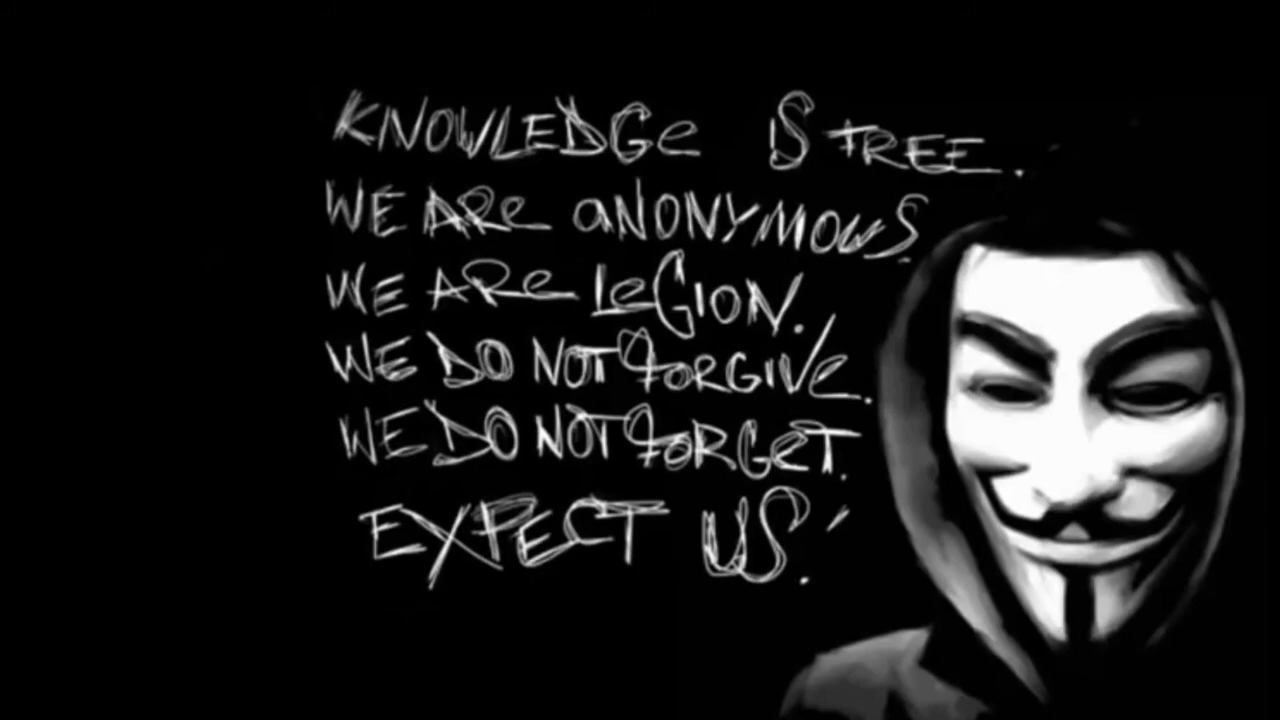 KNOWLEDGe IS FREE.
WE ARe aNONYMOUS.
WE ARe LeGION.
WE DO NOT FORGIVe.
WE DO NOT FORGeT.
EXPECT US.